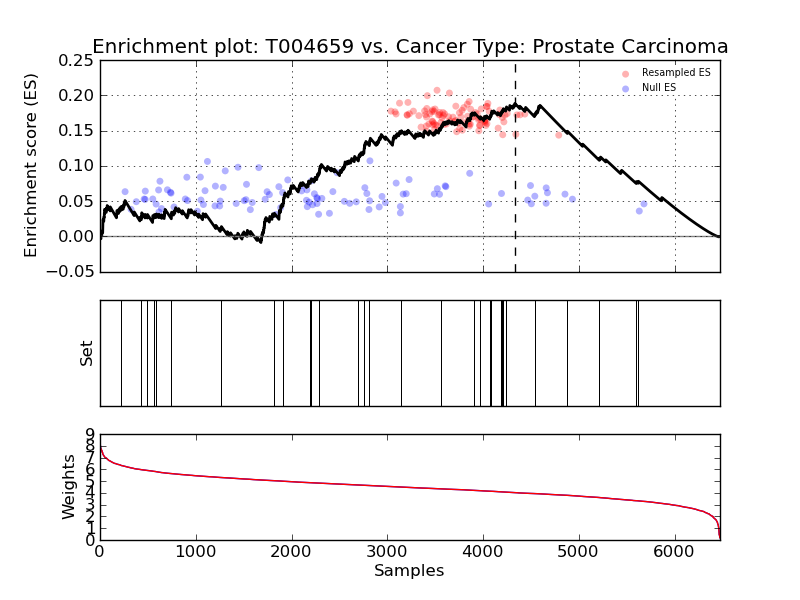 Enrichment plot: T004659 vs. Cancer Type: Prostate Carcinoma
Enrichment score (ES)
0.25
0.20
0.15
0.10
0.05
0.00
−0.05
Resampled ES
Null ES
Set
Weights
9
8
7
6
5
4
3
2
1
0
0 1000 2000 3000 4000 5000 6000
Samples